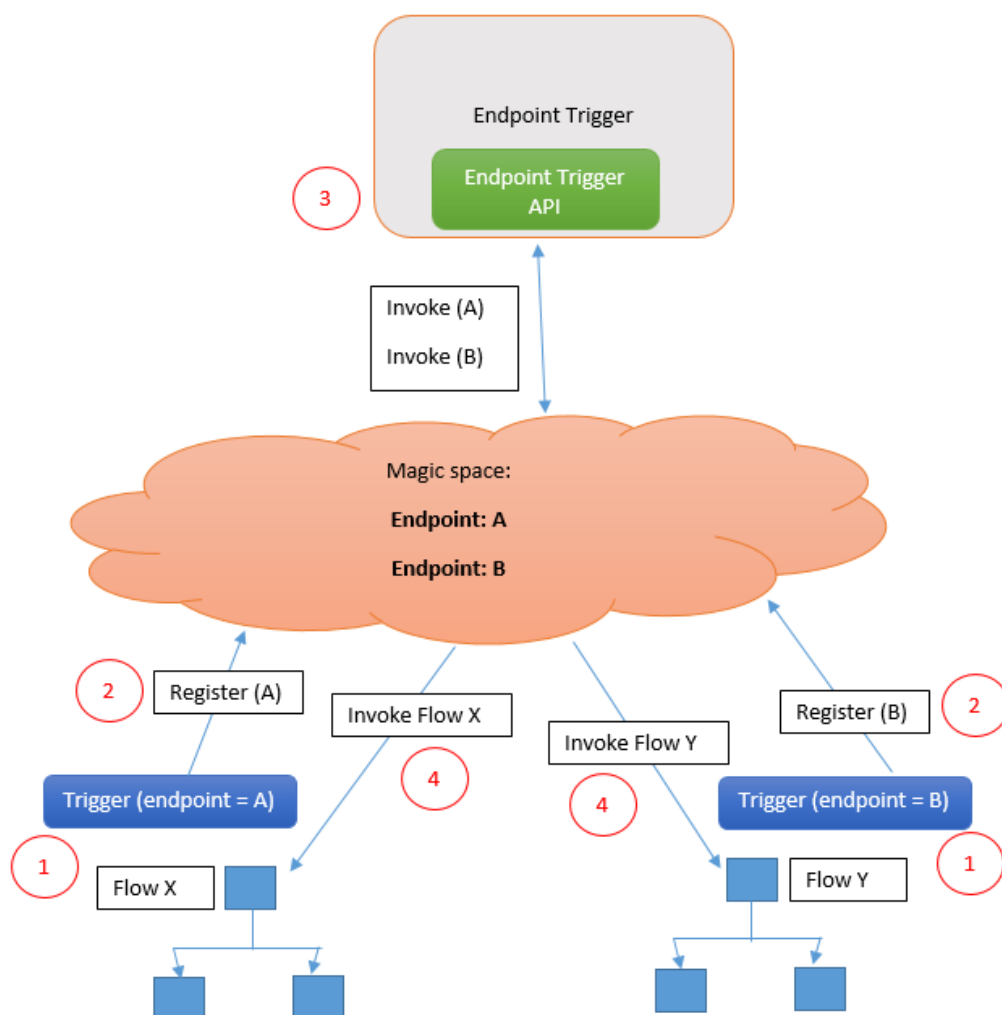 Endpoint Trigger
Endpoint Trigger
API
3
Invoke (A)
Invoke (B)
Magic space:
Endpoint: A
Endpoint: B
2
Register (A)
Invoke Flow X
4
Invoke Flow Y
4
Register (B)
2
Trigger (endpoint = A)
Trigger (endpoint = B)
1
Flow X
Flow Y
1